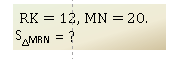 RK = 12, MN = 20.
S△MRN = ?